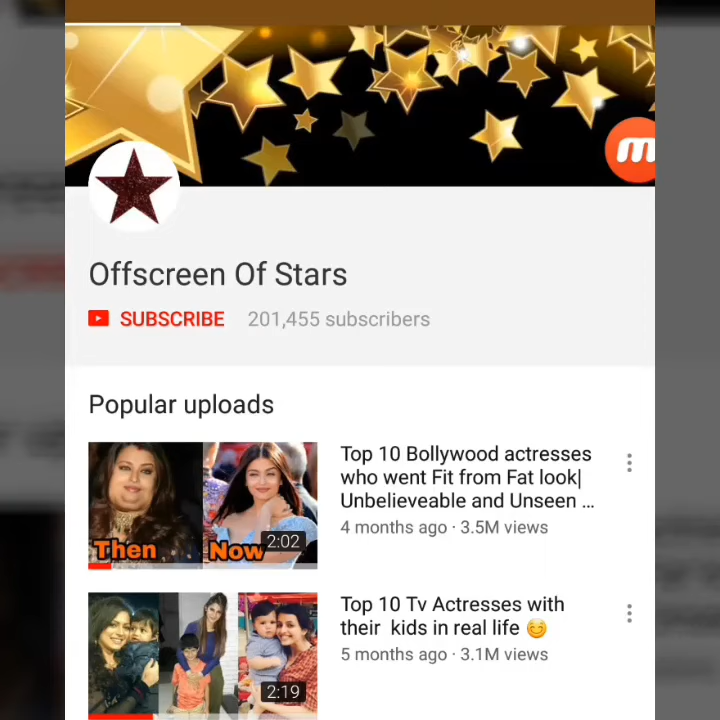 m
Offscreen Of Stars
SUBSCRIBE 201,455 subscribers
Popular uploads
Then Now 2:02
Top 10 Bollywood actresses
who went Fit from Fat look|
Unbelieveable and Unseen ...
4 months ago · 3.5M views
2:19
Top 10 Tv Actresses with
their kids in real life 😊
5 months ago · 3.1M views